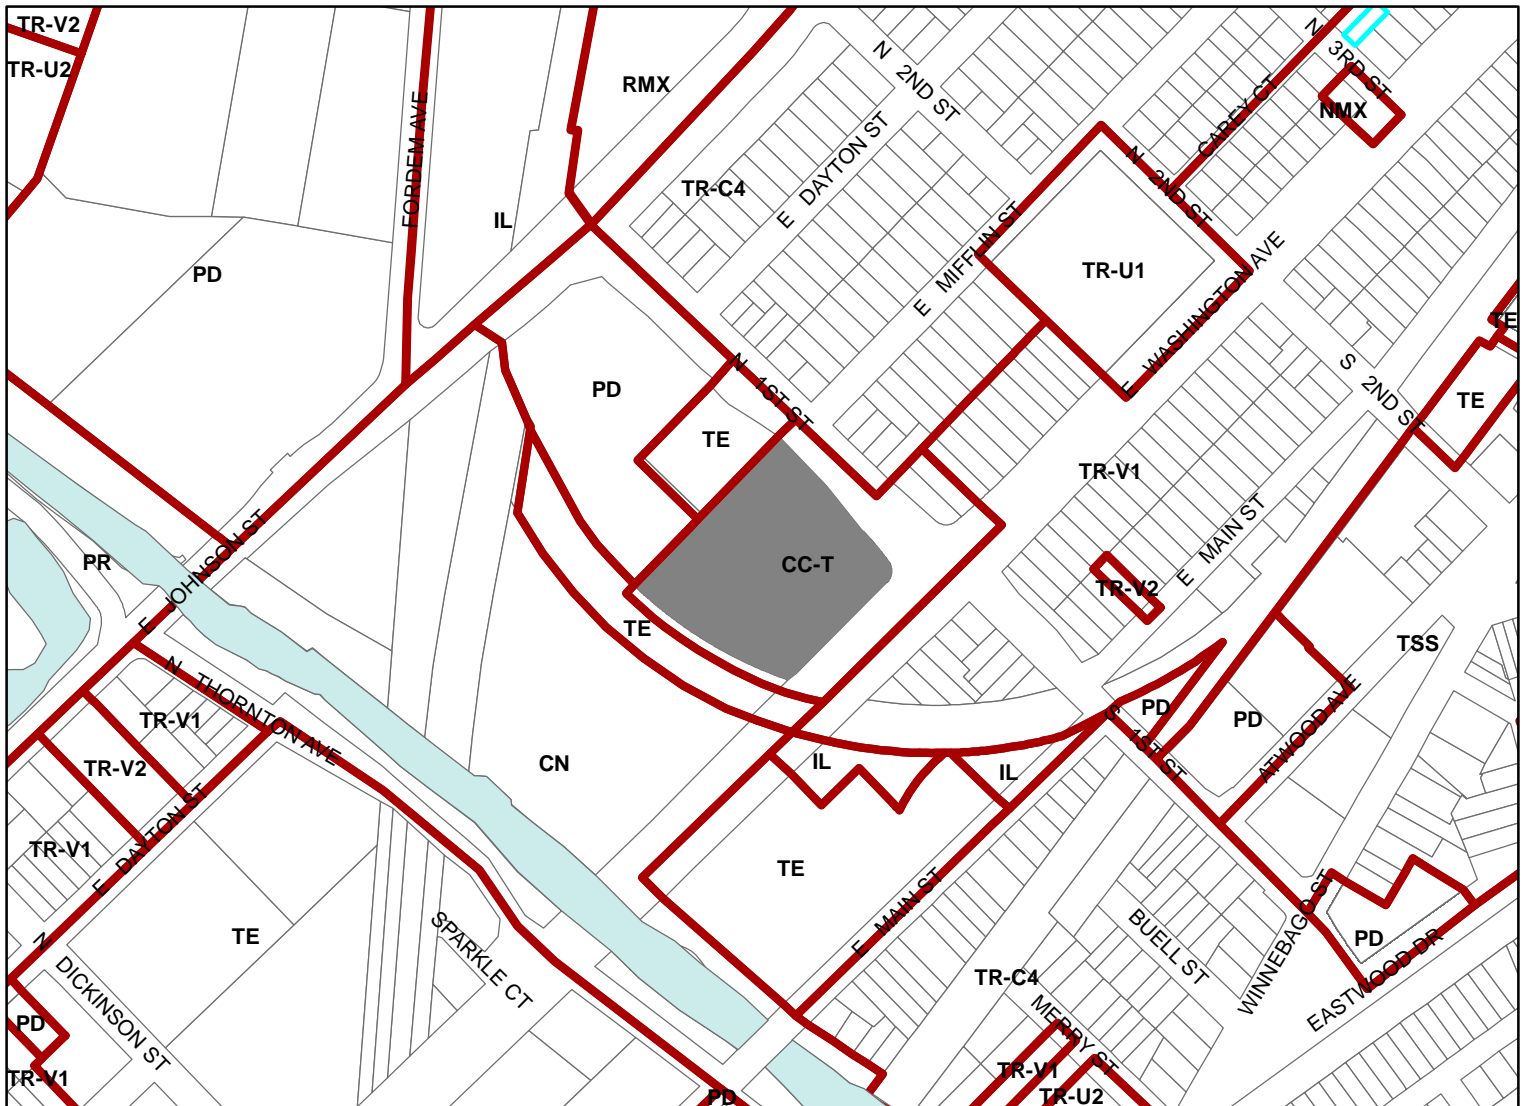 TR-V2
TR-U2
N 3RD ST
N 2ND ST
RMX
NMX
CAREY CT
FORDEM AVE
E DAYTON ST
TR-C4
N 2ND ST
IL
E MIFFLIN ST
TR-U1
PD
E WASHINGTON AVE
TE
S 2ND ST
PD
N 1ST ST
TE
TE
TR-V1
E MAIN ST
PR
E JOHNSON ST
CC-T
TR-V2
TE
TSS
N THORNTON AVE
TR-V1
PD
PD
S 1ST ST
ATWOOD AVE
CN
IL
IL
TR-V2
E DAYTON ST
TR-V1
TE
E MAIN ST
WINNEBAGO ST
TE
SPARKLE CT
BUELL ST
PD
EASTWOOD DR
N DICKINSON ST
TR-C4
MERRY ST
PD
TR-V1
TR-V1
TR-U2
PD